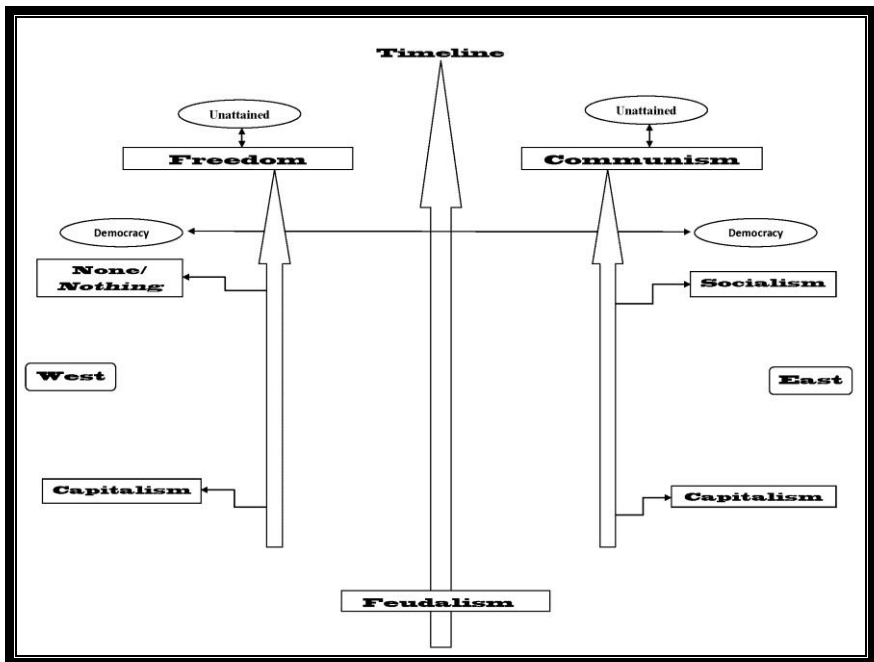 Timeline
Unattained
Unattained
Freedom
Communism
Democracy
Democracy
None/
Nothing
Socialism
West
East
Capitalism
Capitalism
Feudalism